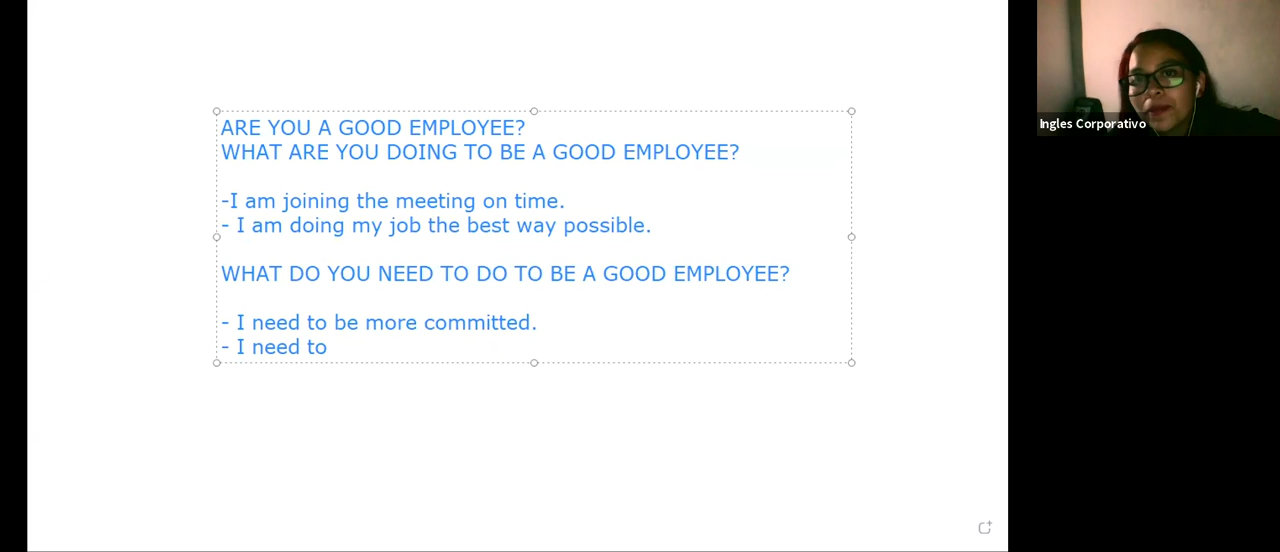 ARE YOU A GOOD EMPLOYEE?
WHAT ARE YOU DOING TO BE A GOOD EMPLOYEE?
-I am joining the meeting on time.
- I am doing my job the best way possible.
WHAT DO YOU NEED TO DO TO BE A GOOD EMPLOYEE?
- I need to be more committed.
- I need to
Ingles Corporativo